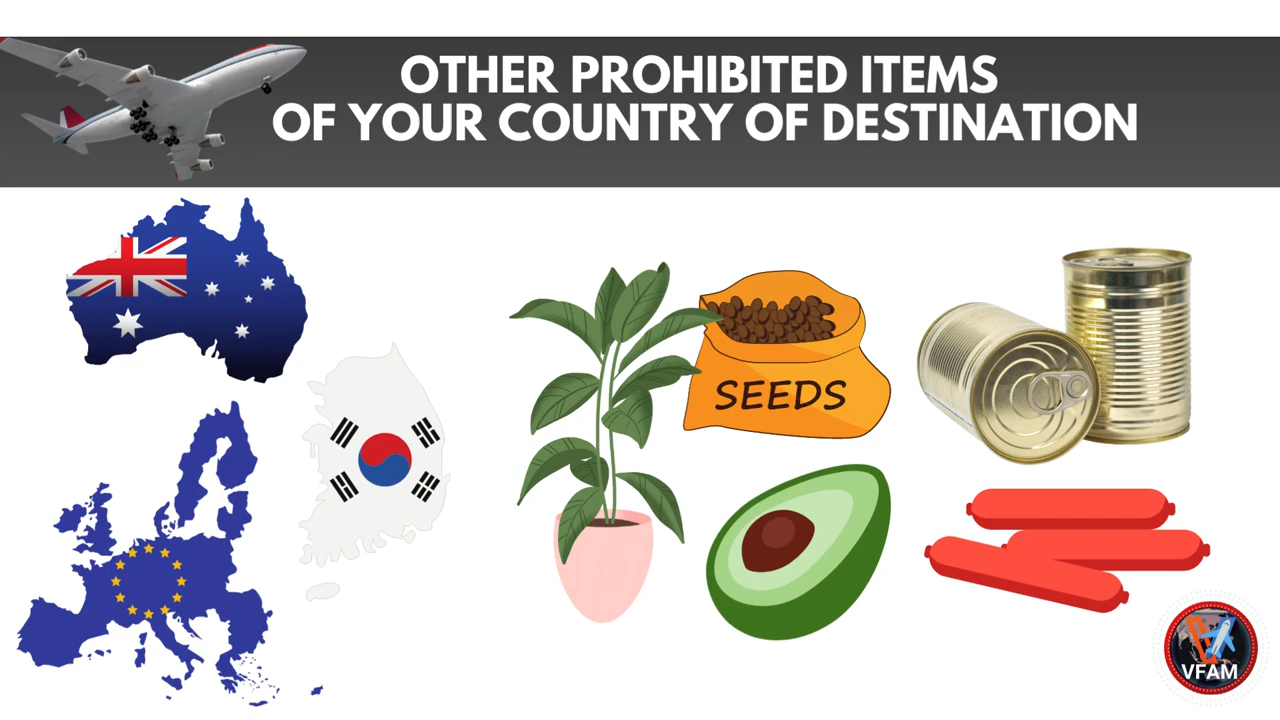 OTHER PROHIBITED ITEMS
OF YOUR COUNTRY OF DESTINATION
SEEDS
VFAM